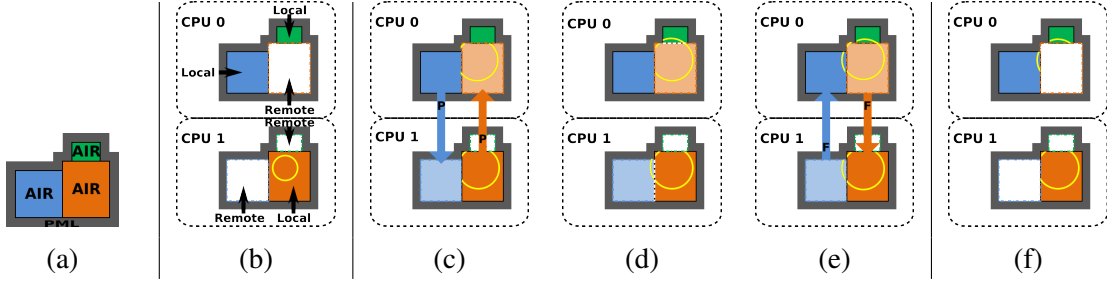 AIR
AIR
AIR
PML
(a)
CPU 0
Local
Local
Remote
Remote
CPU 1
Remote
Local
(b)
CPU 0
P
P
CPU 1
(c)
CPU 0
CPU 1
(d)
CPU 0
F
F
CPU 1
(e)
CPU 0
CPU 1
(f)